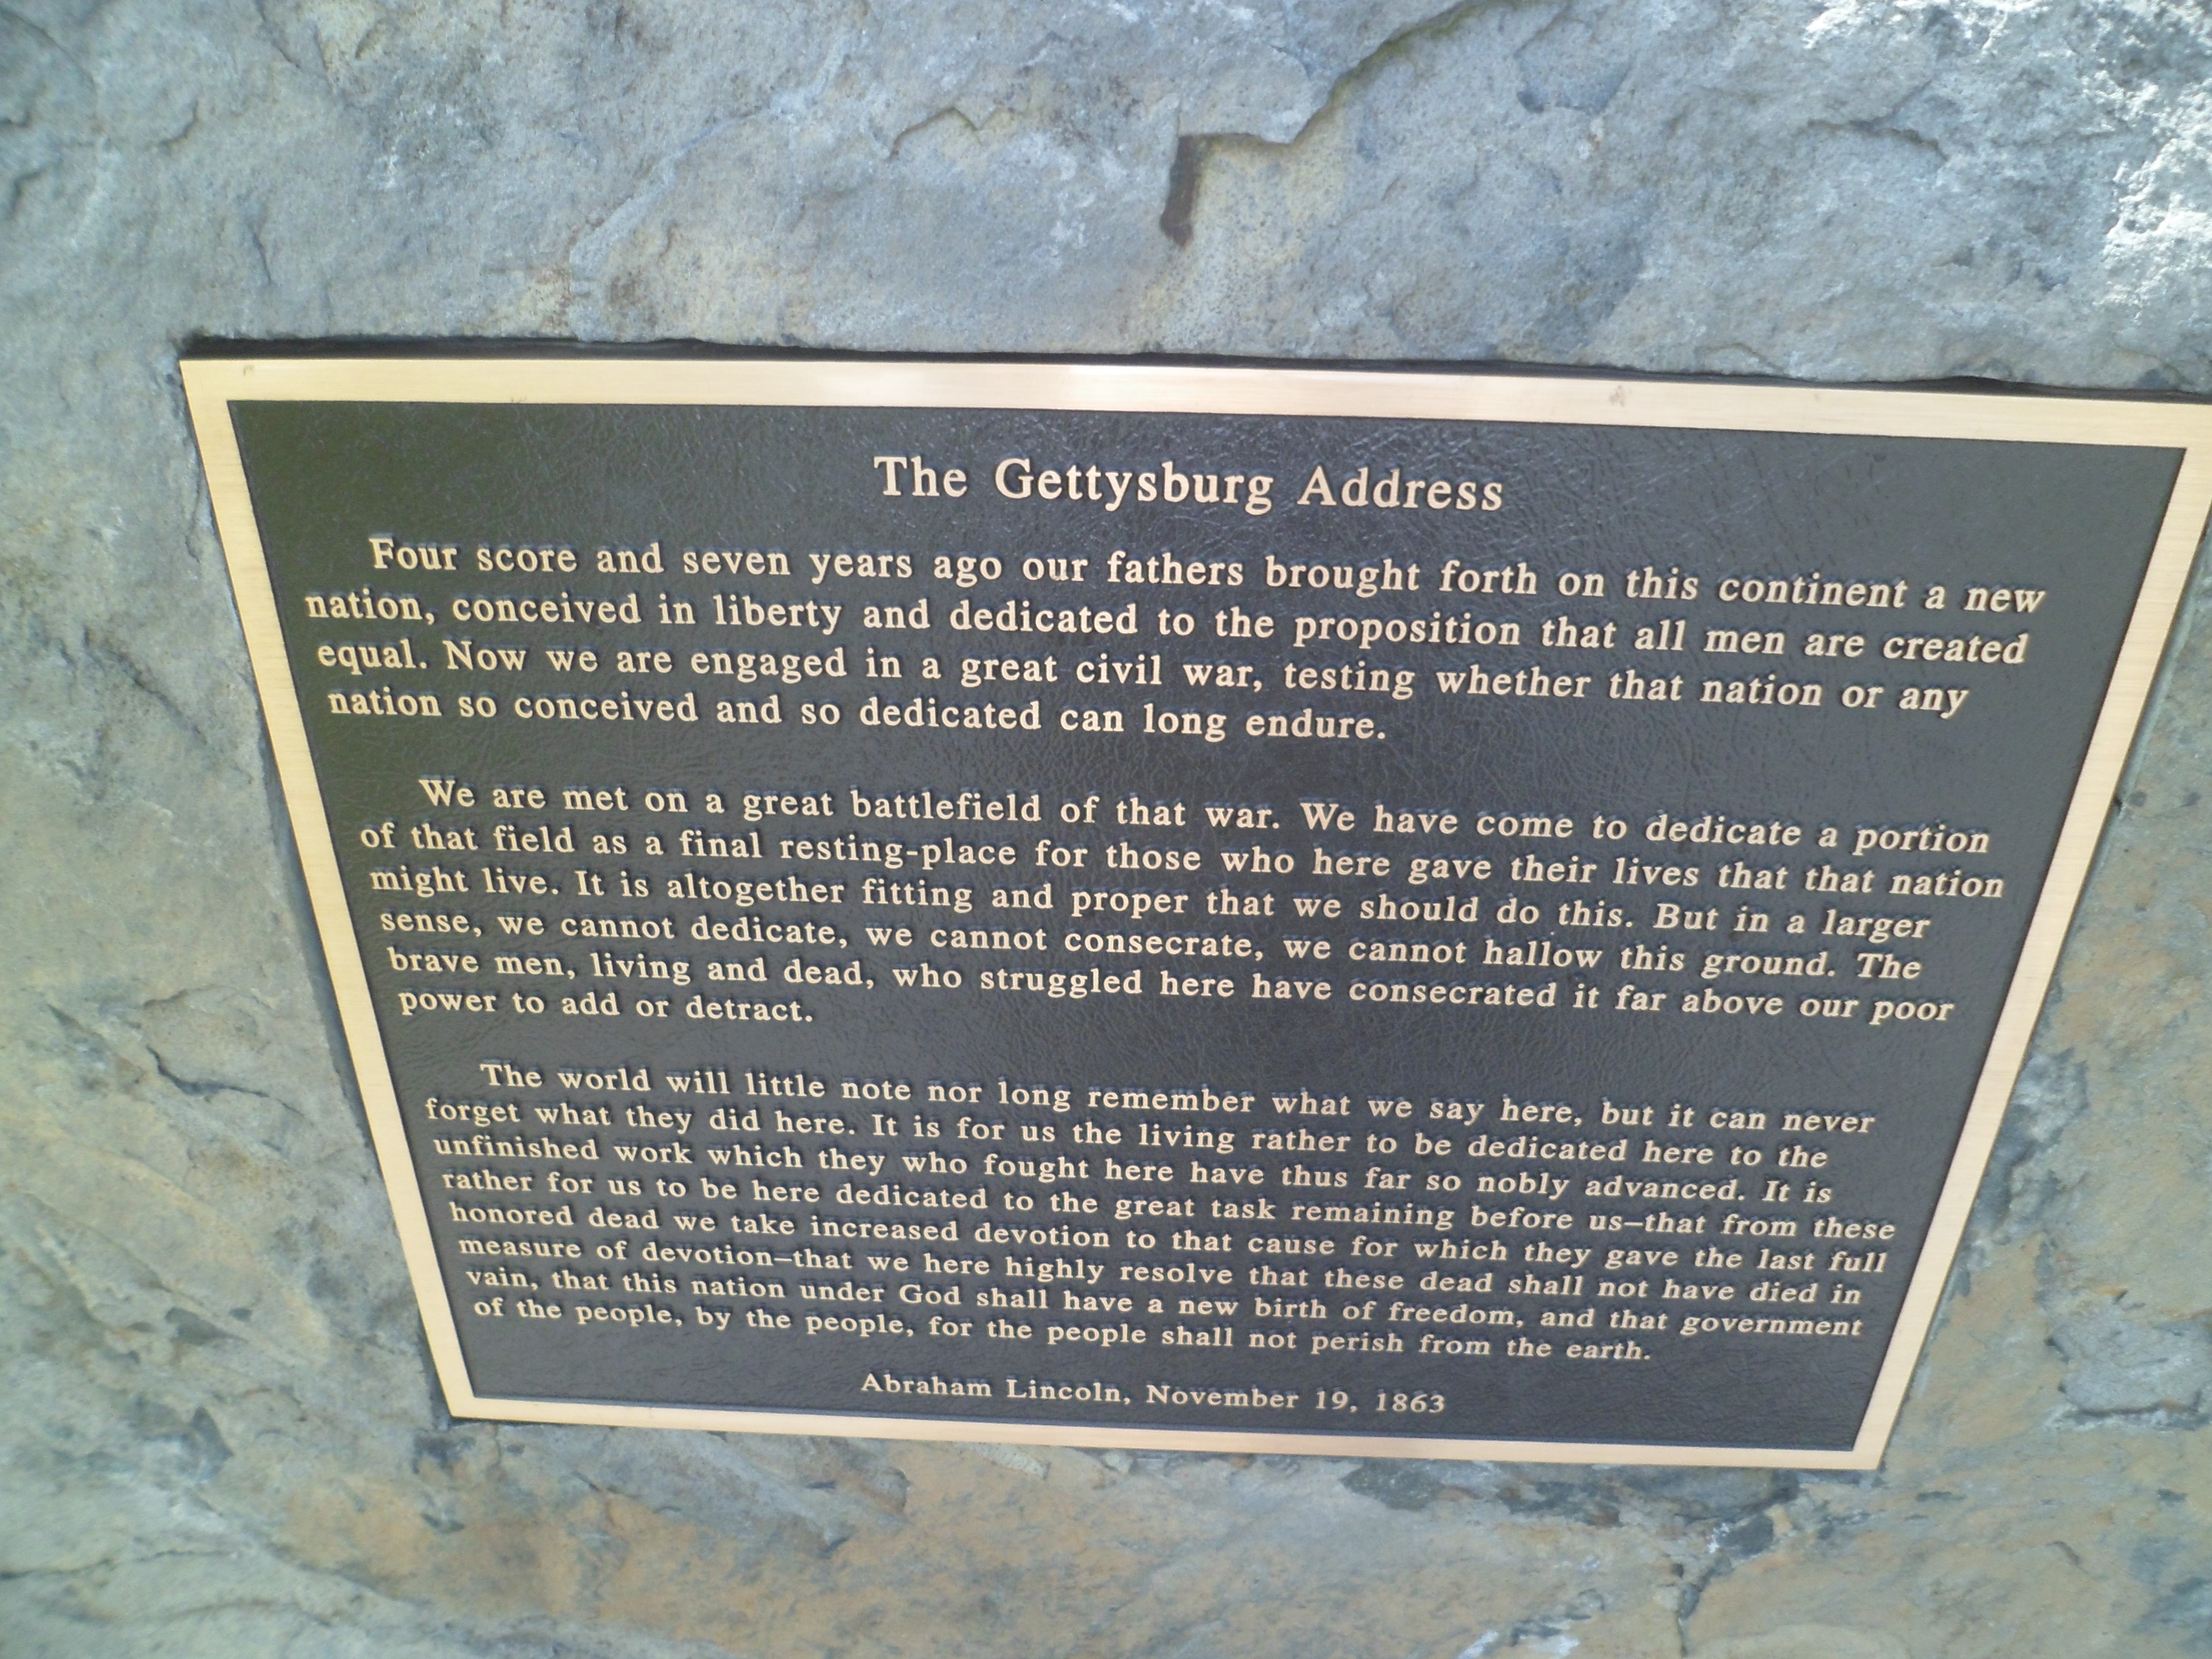 The Gettysburg Address
Four score and seven years ago our fathers brought forth on this continent a new
nation, conceived in liberty and dedicated to the proposition that all men are created
equal. Now we are engaged in a great civil war, testing whether that nation or any
nation so conceived and so dedicated can long endure.
We are met on a great battlefield of that war. We have come to dedicate a portion
of that field as a final resting-place for those who here gave their lives that that nation
might live. It is altogether fitting and proper that we should do this. But in a larger
sense, we cannot dedicate, we cannot consecrate, we cannot hallow this ground. The
brave men, living and dead, who struggled here have consecrated it far above our poor
power to add or detract.
The world will little note nor long remember what we say here, but it can never
forget what they did here. It is for us the living rather to be dedicated here to the
unfinished work which they who fought here have thus far so nobly advanced. It is
rather for us to be here dedicated to the great task remaining before us—that from these
honored dead we take increased devotion to that cause for which they gave the last full
measure of devotion—that we here highly resolve that these dead shall not have died in
vain, that this nation under God shall have a new birth of freedom, and that government
of the people, by the people, for the people shall not perish from the earth.
Abraham Lincoln, November 19, 1863